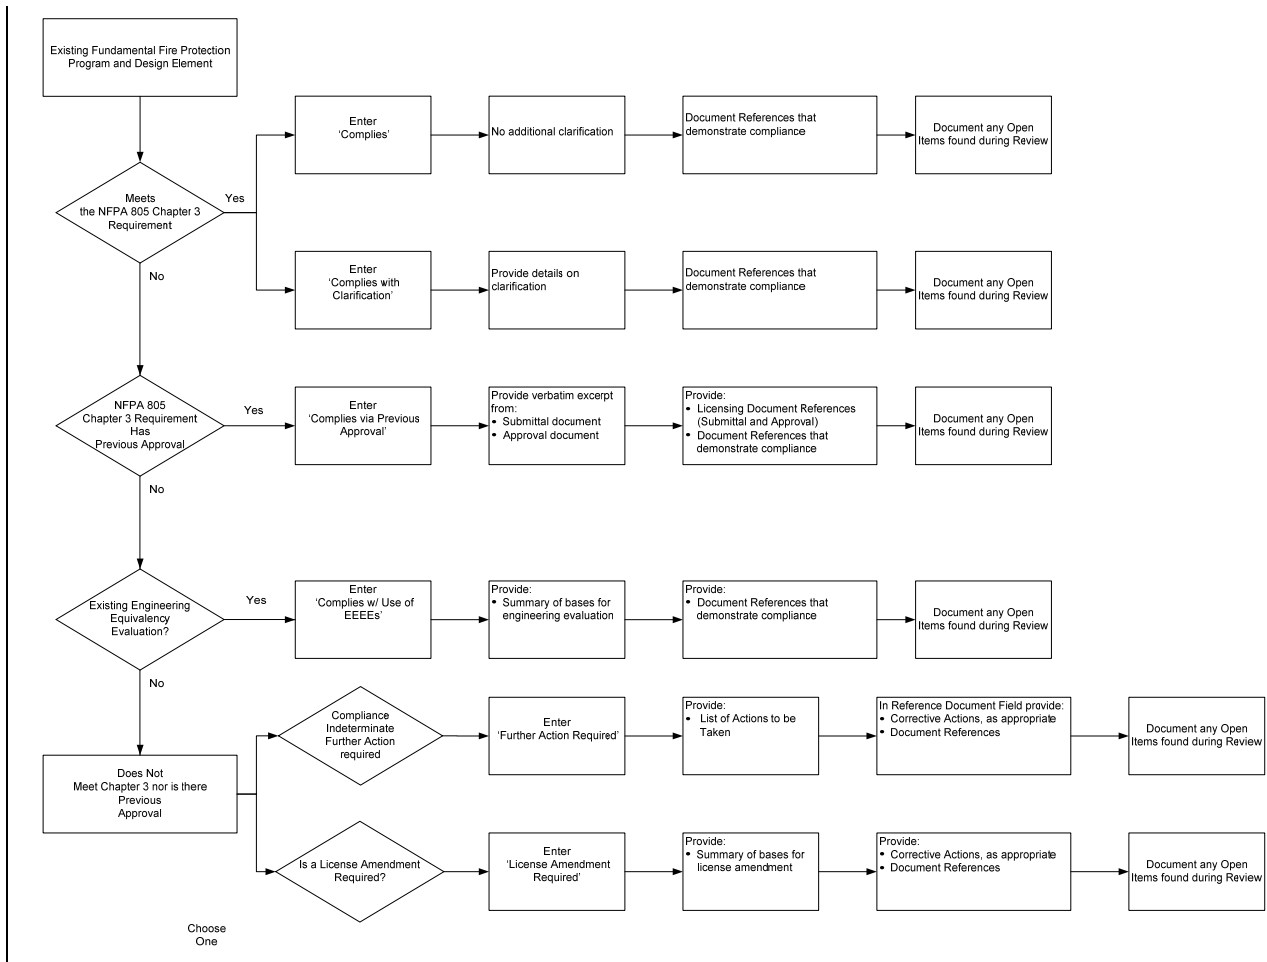 Existing Fundamental Fire Protection
Program and Design Element
Enter
'Complies'
No additional clarification
Document References that
demonstrate compliance
Document any Open
Items found during Review
Meets
the NFPA 805 Chapter 3
Requirement
Yes
No
Enter
'Complies with
Clarification'
Provide details on
clarification
Document References that
demonstrate compliance
Document any Open
Items found during Review
NFPA 805
Chapter 3 Requirement
Has
Previous Approval
Yes
No
Enter
'Complies via Previous
Approval'
Provide verbatim excerpt
from:
• Submittal document
• Approval document
Provide:
• Licensing Document References
(Submittal and Approval)
• Document References that
demonstrate compliance
Document any Open
Items found during Review
Existing Engineering
Equivalency
Evaluation?
Yes
No
Enter
'Complies w/ Use of
EEEEs'
Provide:
• Summary of bases for
engineering evaluation
Provide:
• Document References that
demonstrate compliance
Document any Open
Items found during Review
Does Not
Meet Chapter 3 nor is there
Previous
Approval
Compliance
Indeterminate
Further Action
required
Enter
'Further Action Required'
Provide:
• List of Actions to be
Taken
In Reference Document Field provide:
• Corrective Actions, as appropriate
• Document References
Document any Open
Items found during Review
Is a License Amendment
Required?
Enter
'License Amendment
Required'
Provide:
• Summary of bases for
license amendment
Provide:
• Corrective Actions, as appropriate
• Document References
Document any Open
Items found during Review
Choose
One